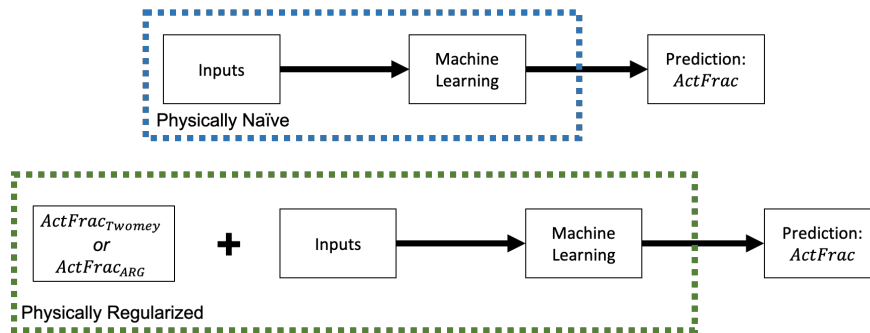 Inputs
Machine
Learning
Prediction:
ActFrac
Physically Naïve
ActFrac_Twomey
or
ActFrac_ARG
+
Inputs
Machine
Learning
Prediction:
ActFrac
Physically Regularized